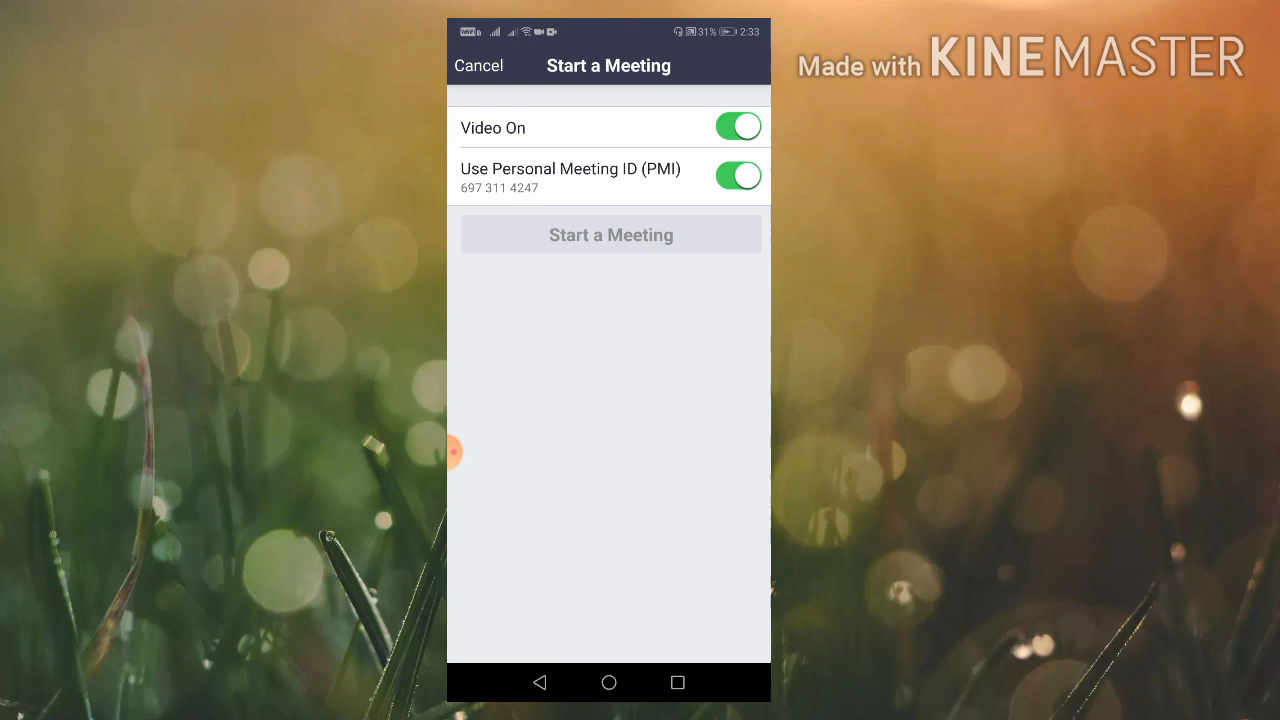 31% 2:33
Cancel Start a Meeting
Made with KINEMASTER
Video On
Use Personal Meeting ID (PMI)
697 311 4247
Start a Meeting